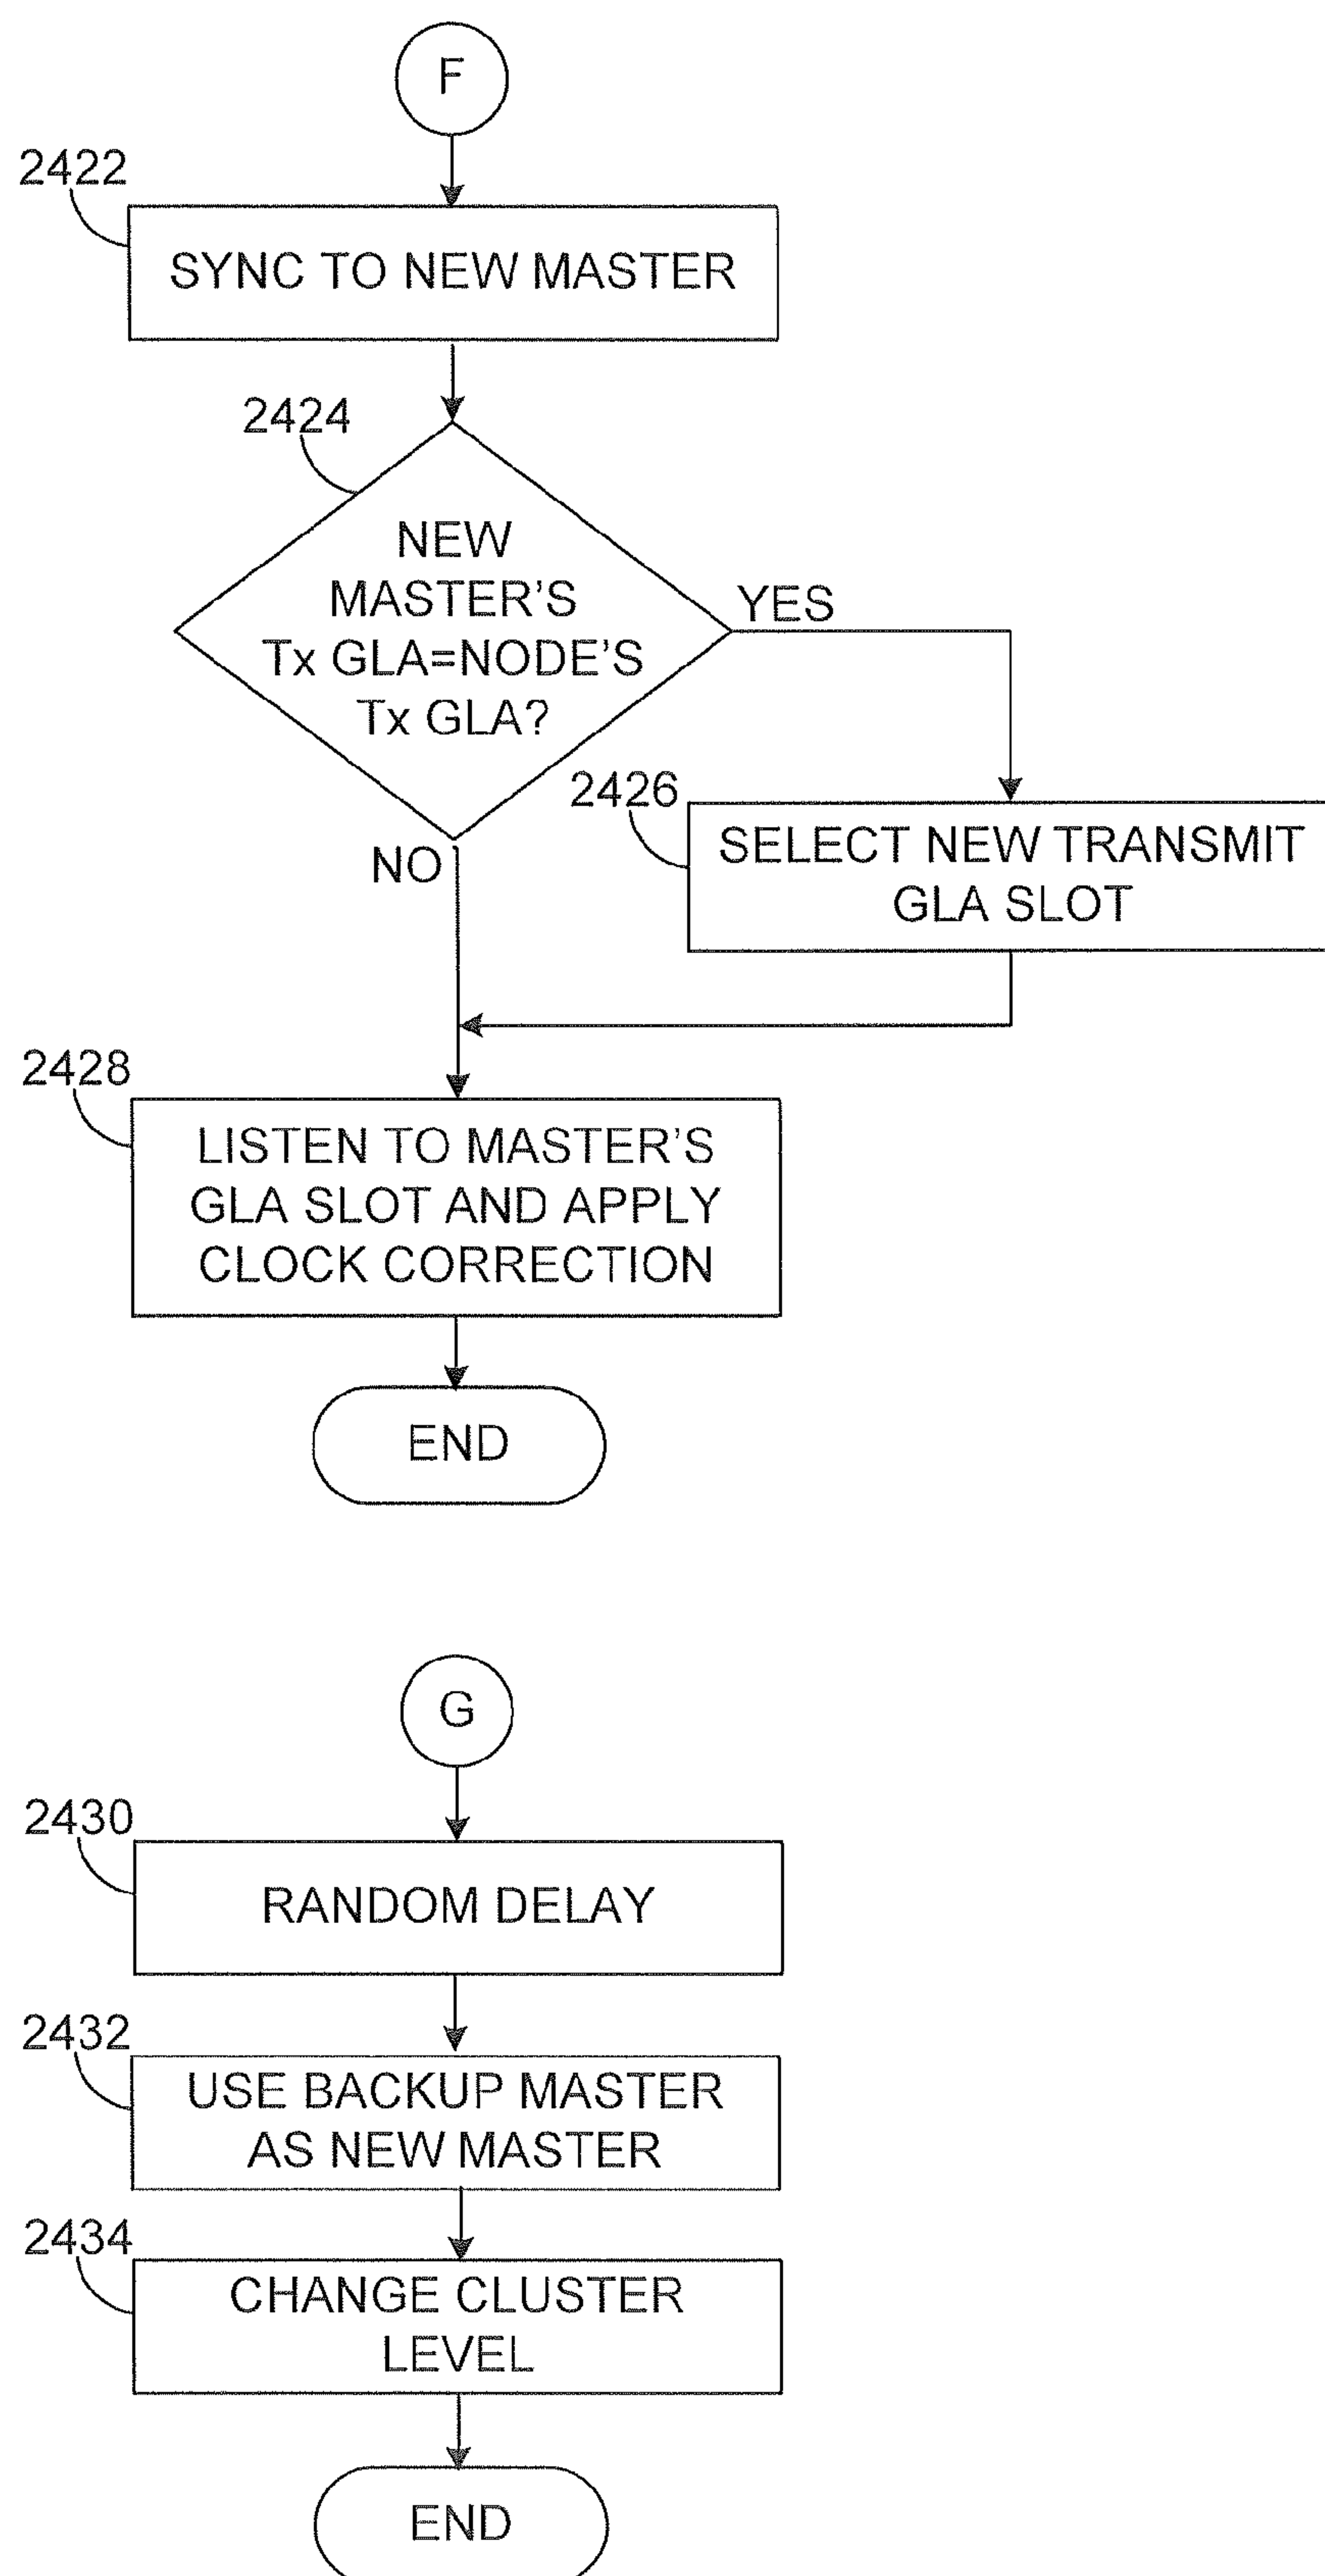 F
2422
SYNC TO NEW MASTER
2424
NEW
MASTER'S
Tx GLA=NODE'S
Tx GLA?
YES
NO
2426
SELECT NEW TRANSMIT
GLA SLOT
2428
LISTEN TO MASTER'S
GLA SLOT AND APPLY
CLOCK CORRECTION
END
G
2430
RANDOM DELAY
2432
USE BACKUP MASTER
AS NEW MASTER
2434
CHANGE CLUSTER
LEVEL
END